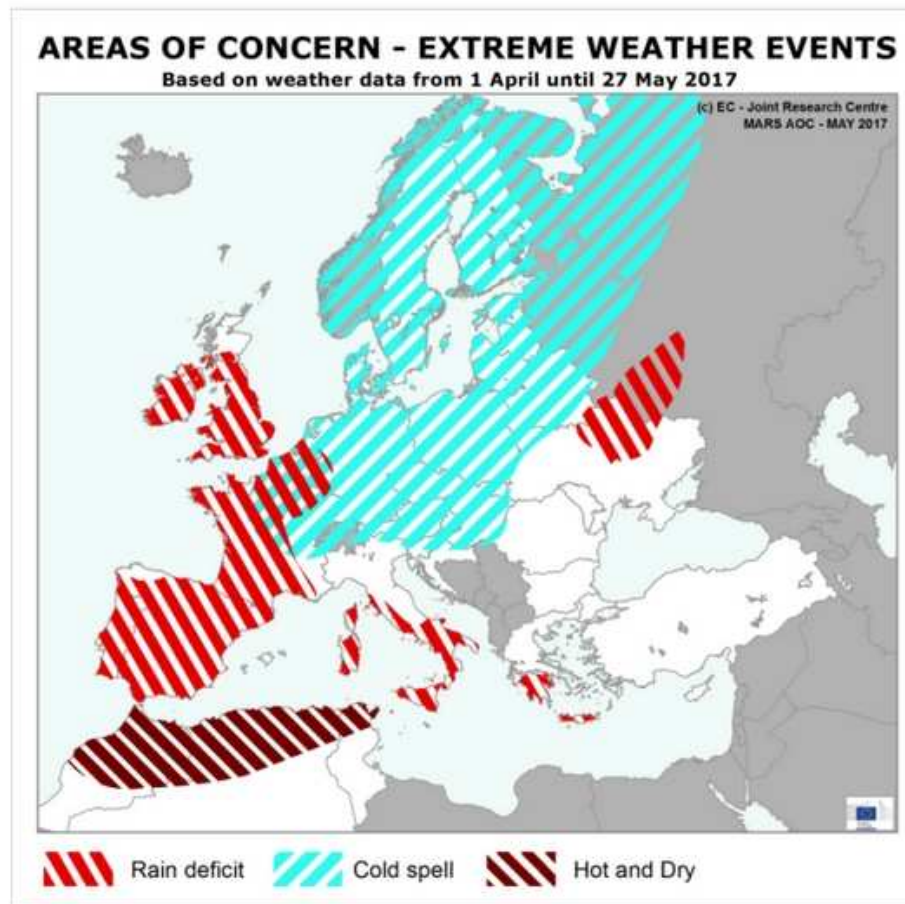 AREAS OF CONCERN - EXTREME WEATHER EVENTS
Based on weather data from 1 April until 27 May 2017
(c) EC - Joint Research Centre
MARS AOC - MAY 2017
Rain deficit
Cold spell
Hot and Dry